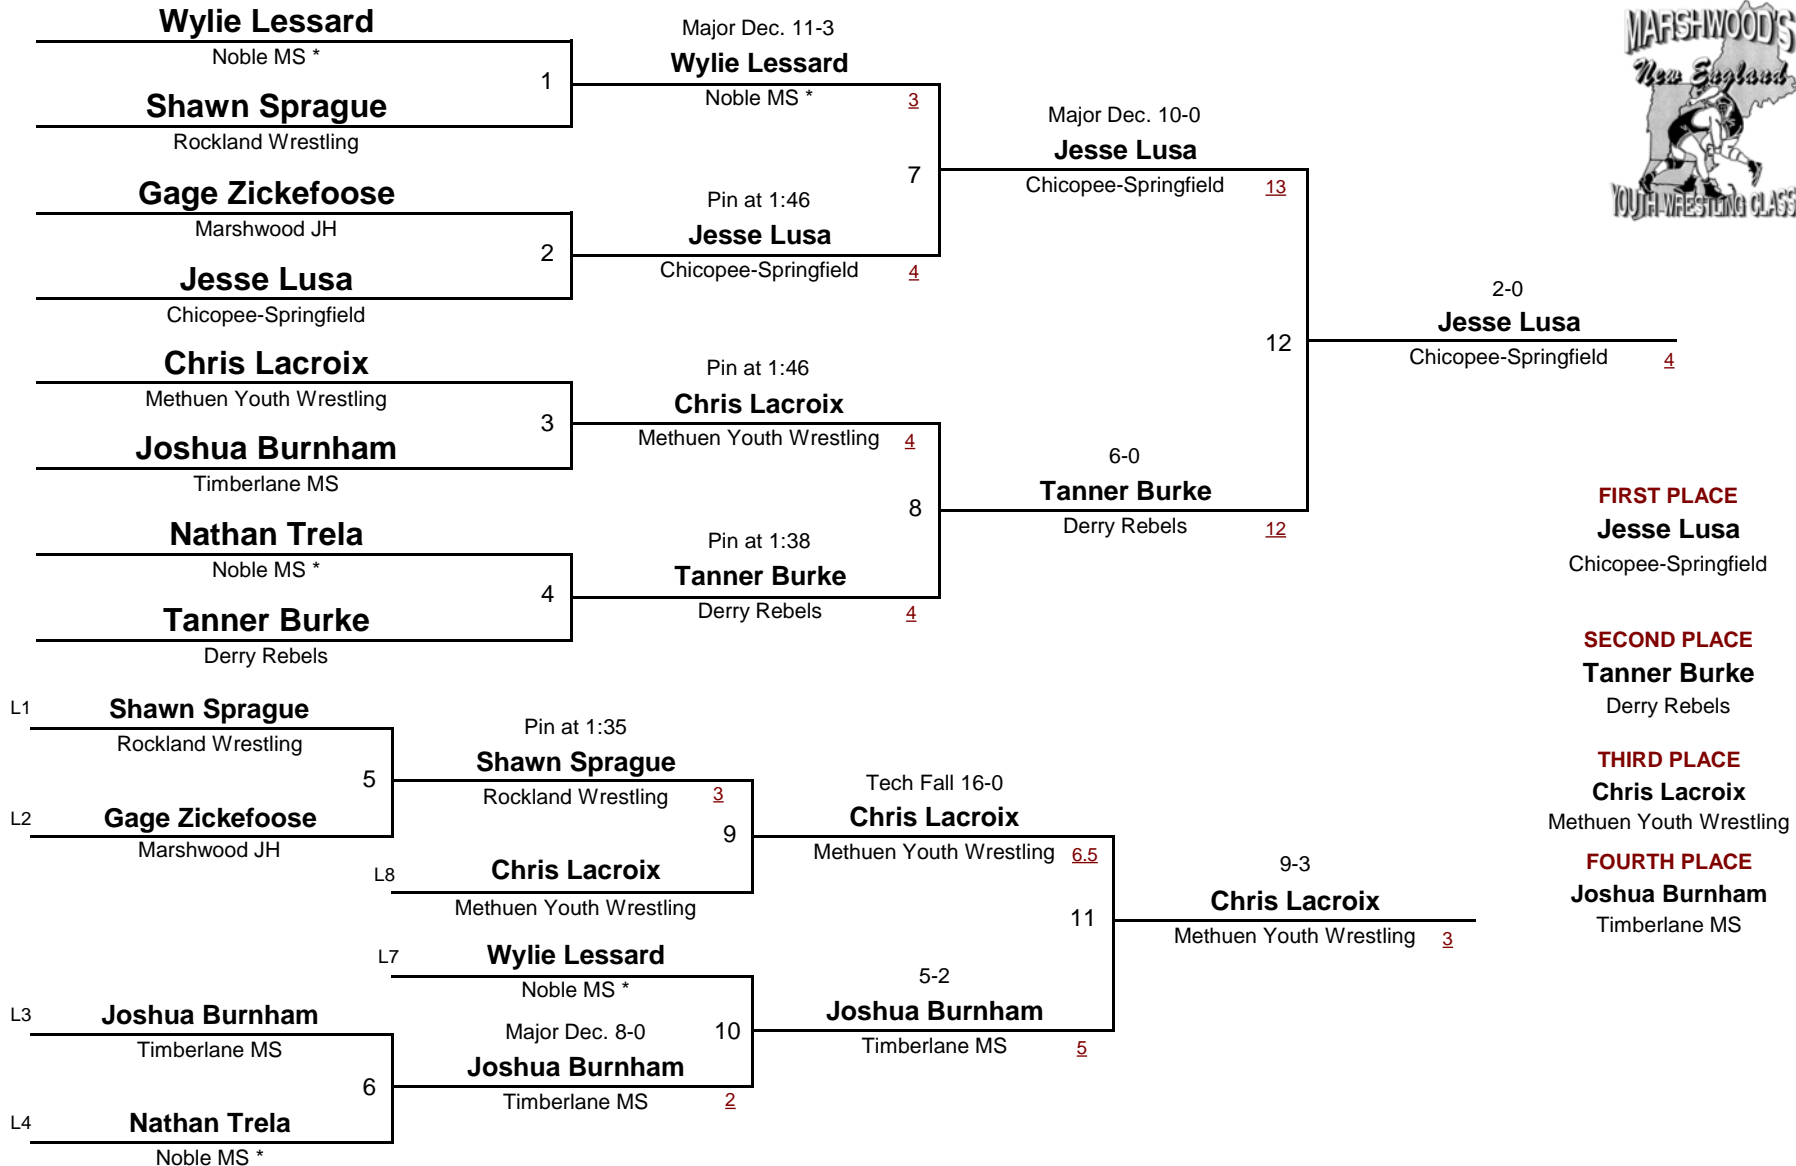 Wylie Lessard
Noble MS *
1
Shawn Sprague
Rockland Wrestling
Gage Zickefoose
Marshwood JH
2
Jesse Lusa
Chicopee-Springfield
Chris Lacroix
Methuen Youth Wrestling
3
Joshua Burnham
Timberlane MS
Nathan Trela
Noble MS *
4
Tanner Burke
Derry Rebels
Major Dec. 11-3
Wylie Lessard
Noble MS * 3
7
Pin at 1:46
Jesse Lusa
Chicopee-Springfield 4
Pin at 1:46
Chris Lacroix
Methuen Youth Wrestling 4
8
Pin at 1:38
Tanner Burke
Derry Rebels 4
Major Dec. 10-0
Jesse Lusa
Chicopee-Springfield 13
12
6-0
Tanner Burke
Derry Rebels 12
2-0
Jesse Lusa
Chicopee-Springfield 4
MARSHWOOD'S
New England
YOUTH WRESTLING CLASS
FIRST PLACE
Jesse Lusa
Chicopee-Springfield
SECOND PLACE
Tanner Burke
Derry Rebels
THIRD PLACE
Chris Lacroix
Methuen Youth Wrestling
FOURTH PLACE
Joshua Burnham
Timberlane MS
L1 Shawn Sprague
Rockland Wrestling
5
L2 Gage Zickefoose
Marshwood JH
Pin at 1:35
Shawn Sprague
Rockland Wrestling 3
9
L8 Chris Lacroix
Methuen Youth Wrestling
L7 Wylie Lessard
Noble MS *
L3 Joshua Burnham
Timberlane MS
6
L4 Nathan Trela
Noble MS *
Major Dec. 8-0 10
Joshua Burnham
Timberlane MS 2
Tech Fall 16-0
Chris Lacroix
Methuen Youth Wrestling 6.5
11
5-2
Joshua Burnham
Timberlane MS 5
9-3
Chris Lacroix
Methuen Youth Wrestling 3